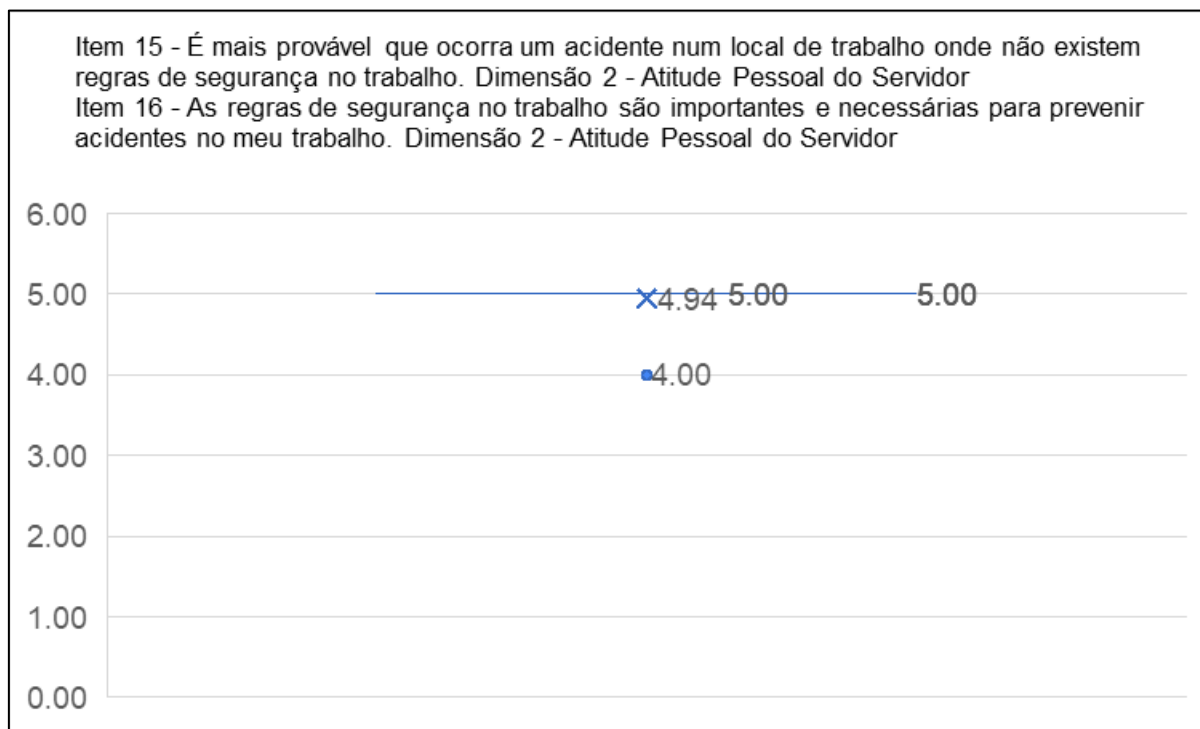 Item 15 - É mais provável que ocorra um acidente num local de trabalho onde não existem
regras de segurança no trabalho. Dimensão 2 - Atitude Pessoal do Servidor
Item 16 - As regras de segurança no trabalho são importantes e necessárias para prevenir
acidentes no meu trabalho. Dimensão 2 - Atitude Pessoal do Servidor
6.00
5.00
4.94 5.00 5.00
4.00
4.00
3.00
2.00
1.00
0.00